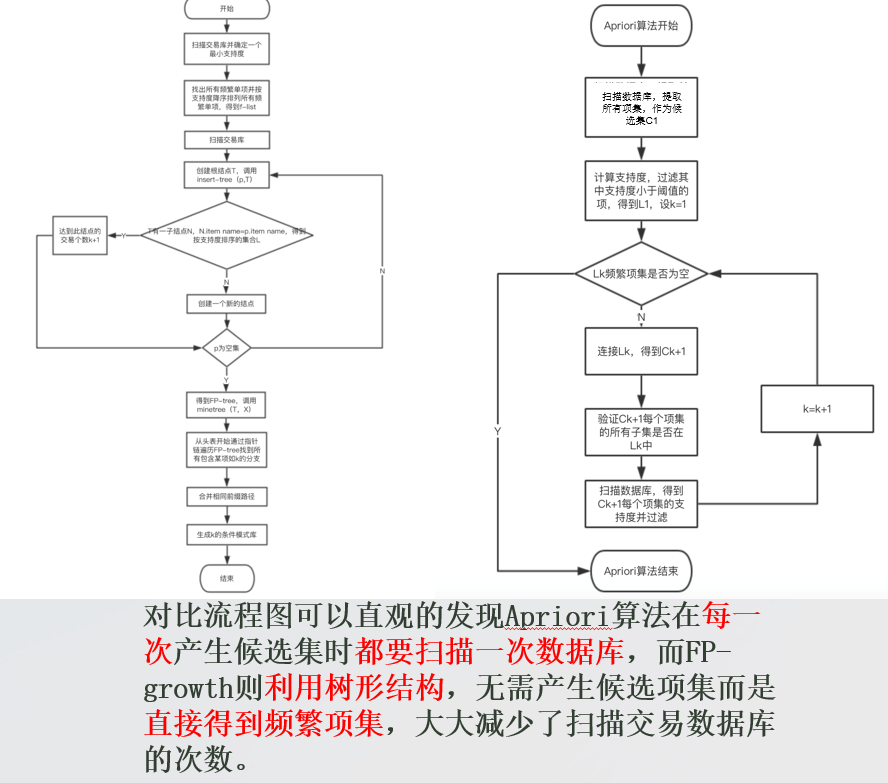 开始
扫描交易库并确定一个
最小支持度
找出所有频繁单项并按
支持度降序排列所有频
繁单项，得到f-list
扫描交易库
创建根结点T，调用
insert-tree（p,T）
T有一子结点N，N.item name=p.item name，得到
按支持度排序的集合L
Y
达到此结点的
交易个数k+1
N
N
创建一个新的结点
p为空集
Y
得到FP-tree，调用
minetree（T，X）
从头表开始通过指针
链遍历FP-tree找到所
有包含某项如k的分支
合并相同前缀路径
生成k的条件模式库
结束
Apriori算法开始
扫描数据库，提取
所有项集，作为候
选集C1
计算支持度，过滤其
中支持度小于阈值的
项，得到L1，设k=1
Lk频繁项集是否为空
N
连接Lk，得到Ck+1
k=k+1
Y
验证Ck+1每个项集
的所有子集是否在
Lk中
扫描数据库，得到
Ck+1每个项集的支
持度并过滤
Apriori算法结束
对比流程图可以直观的发现Apriori算法在每一
次产生候选集时都要扫描一次数据库，而FP-
growth则利用树形结构，无需产生候选项集而是
直接得到频繁项集，大大减少了扫描交易数据库
的次数。